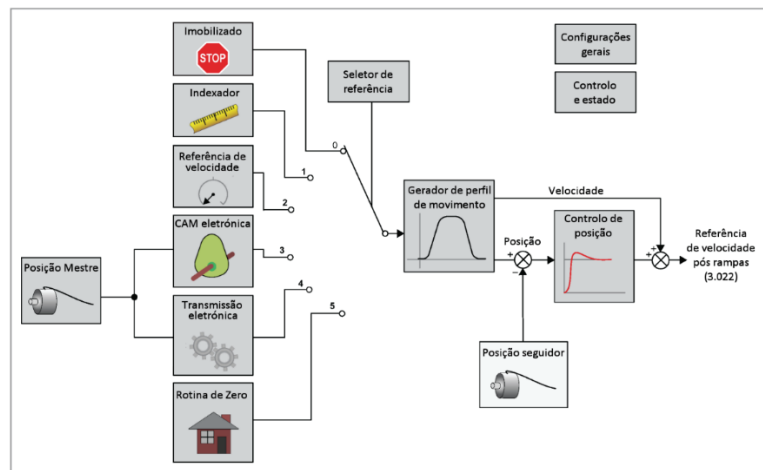 Imobilizado
STOP
Indexador
Referência de
velocidade
CAM eletrónica
Posição Mestre
Transmissão
eletrónica
Rotina de Zero
0
1
2
3
4
5
Seletor de
referência
Configurações
gerais
Controlo
e estado
Gerador de perfil
de movimento
Velocidade
Posição
+
−
Controlo de
posição
+
+
Referência
de velocidade
pós rampas
(3.022)
Posição seguidor